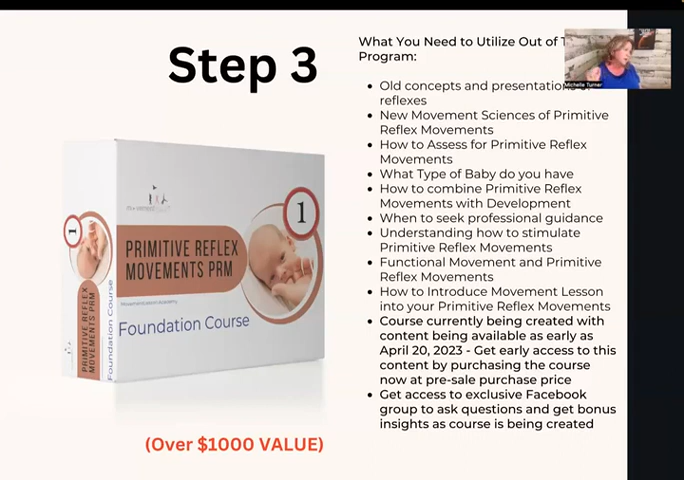 Step 3
What You Need to Utilize Out of
Program:
Old concepts and presentation
reflexes
New Movement Sciences of Primitive
Reflex Movements
How to Assess for Primitive Reflex
Movements
What Type of Baby do you have
How to combine Primitive Reflex
Movements with Development
When to seek professional guidance
Understanding how to stimulate
Primitive Reflex Movements
Functional Movement and Primitive
Reflex Movements
How to Introduce Movement Lesson
into your Primitive Reflex Movements
Course currently being created with
content being available as early as
April 20, 2023 - Get early access to this
content by purchasing the course
now at pre-sale purchase price
Get access to exclusive Facebook
group to ask questions and get bonus
insights as course is being created
Michelle Turner
1
PRIMITIVE REFLEX
MOVEMENTS PRM
Foundation Course
1
PRIMITIVE REFLEX
MOVEMENTS PRM
Foundation Course
(Over $1000 VALUE)